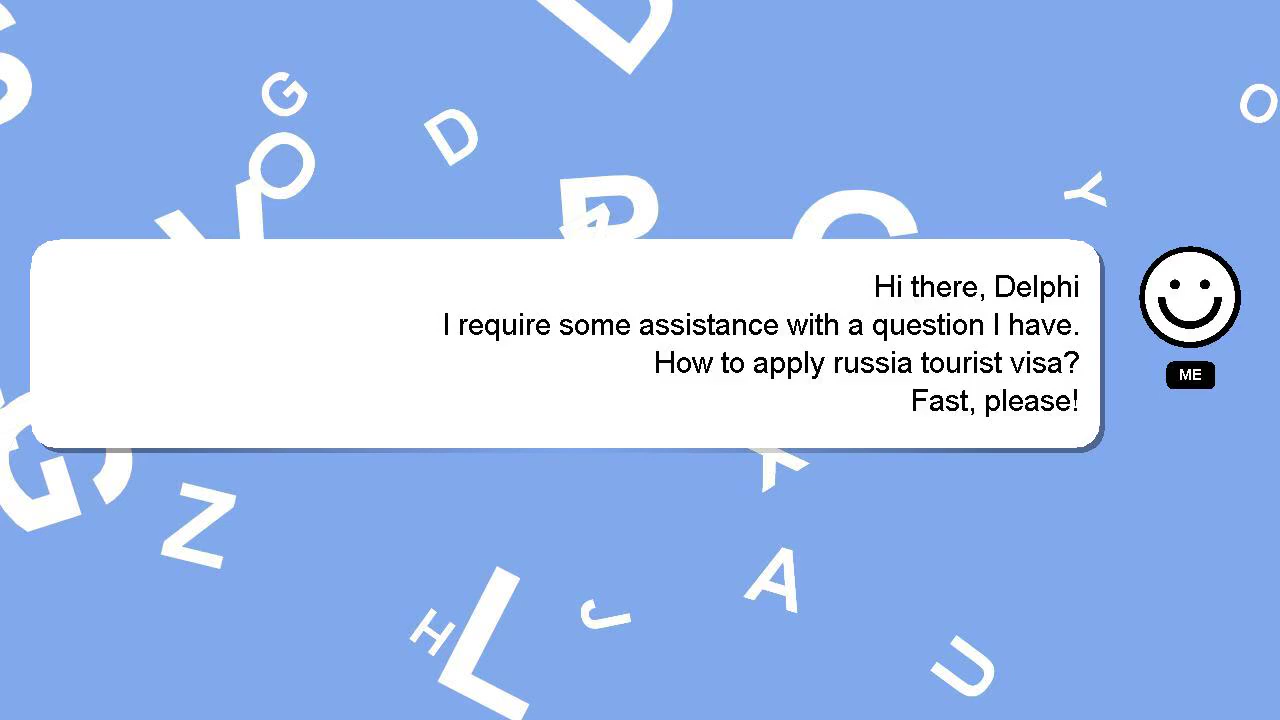 S
G
D
D
O
O
Y
V
R
A
C
Hi there, Delphi
I require some assistance with a question I have.
How to apply russia tourist visa?
Fast, please!
ME
G
X
Z
A
L
J
H
U